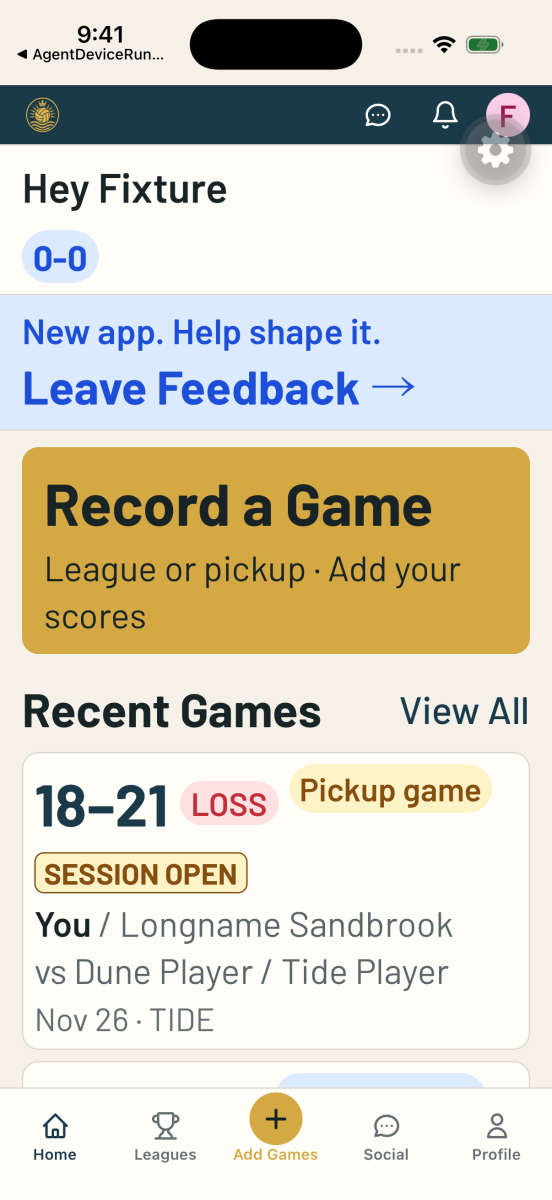 9:41
◀ AgentDeviceRun...
F
Hey Fixture
0-0
New app. Help shape it.
Leave Feedback →
Record a Game
League or pickup · Add your
scores
Recent Games
View All
18–21
LOSS
Pickup game
SESSION OPEN
You / Longname Sandbrook
vs Dune Player / Tide Player
Nov 26 · TIDE
Home
Leagues
Add Games
Social
Profile